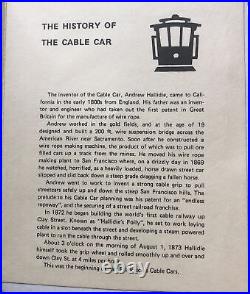 THE HISTORY OF
THE CABLE CAR
The inventor of the Cable Car, Andrew Hallidie, came to Cal-
ifornia in the early 1800s from England. His father was an inven-
tor and engineer who had taken out the first patent in Great
Britain for the manufacture of wire rope.
Andrew worked in the gold fields, and at the age of 19
designed and built a 200 ft. wire suspension bridge across the
American River near Sacramento. Soon after he constructed a
wire rope making machine, the product of which was to pull ore
filled cars up a track from the mines. He moved his wire rope
making plant to San Francisco where, on a drizzly day in 1869
he watched, horrified, as a heavily loaded, horse drawn street car
slipped and slid back down a steep grade dragging a fallen horse.
Andrew went to work to invent a strong cable grip to pull
streetcars safely up and down the steep San Francisco hills. The
prelude to his Cable Car planning was his patent for an "endless
ropeway", and the securing of a street railroad franchise.
In 1872 he began building the world's first cable railway up
Clay Street. Known as "Hallidie's Folly", he set to work laying
cable in a slot beneath the street and developing a steam powered
plant to run the cable through the street.
About 3 o'clock on the morning of August 1, 1873 Hallidie
himself took the grip wheel and rolled smoothly up and over and
down Clay St. at 4 miles per
This was the beginning Cable Cars.